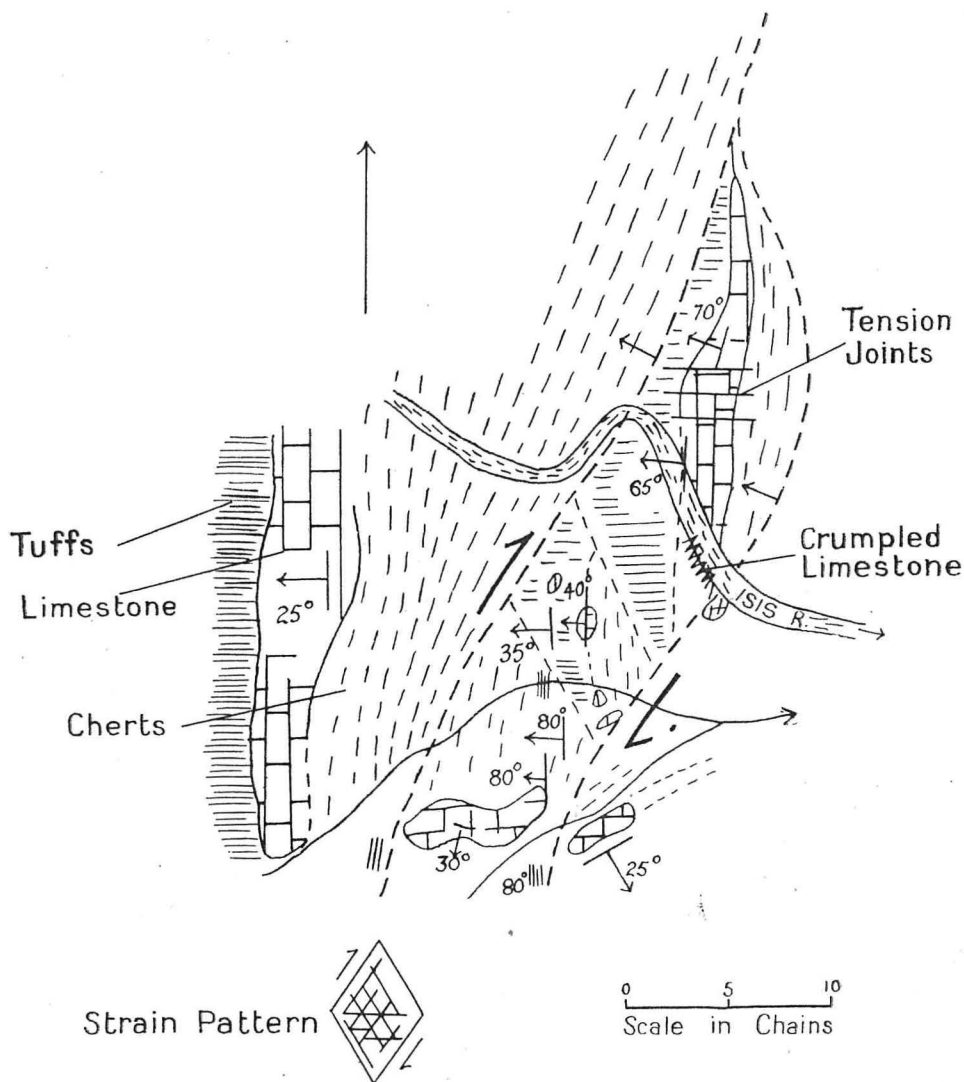 70°
Tension
Joints
65°
Tuffs
Crumpled
Limestone
Limestone
25°
40°
ISIS R.
35°
Cherts
80°
80°
30°
80°
25°
Strain Pattern
0 5 10
Scale in Chains